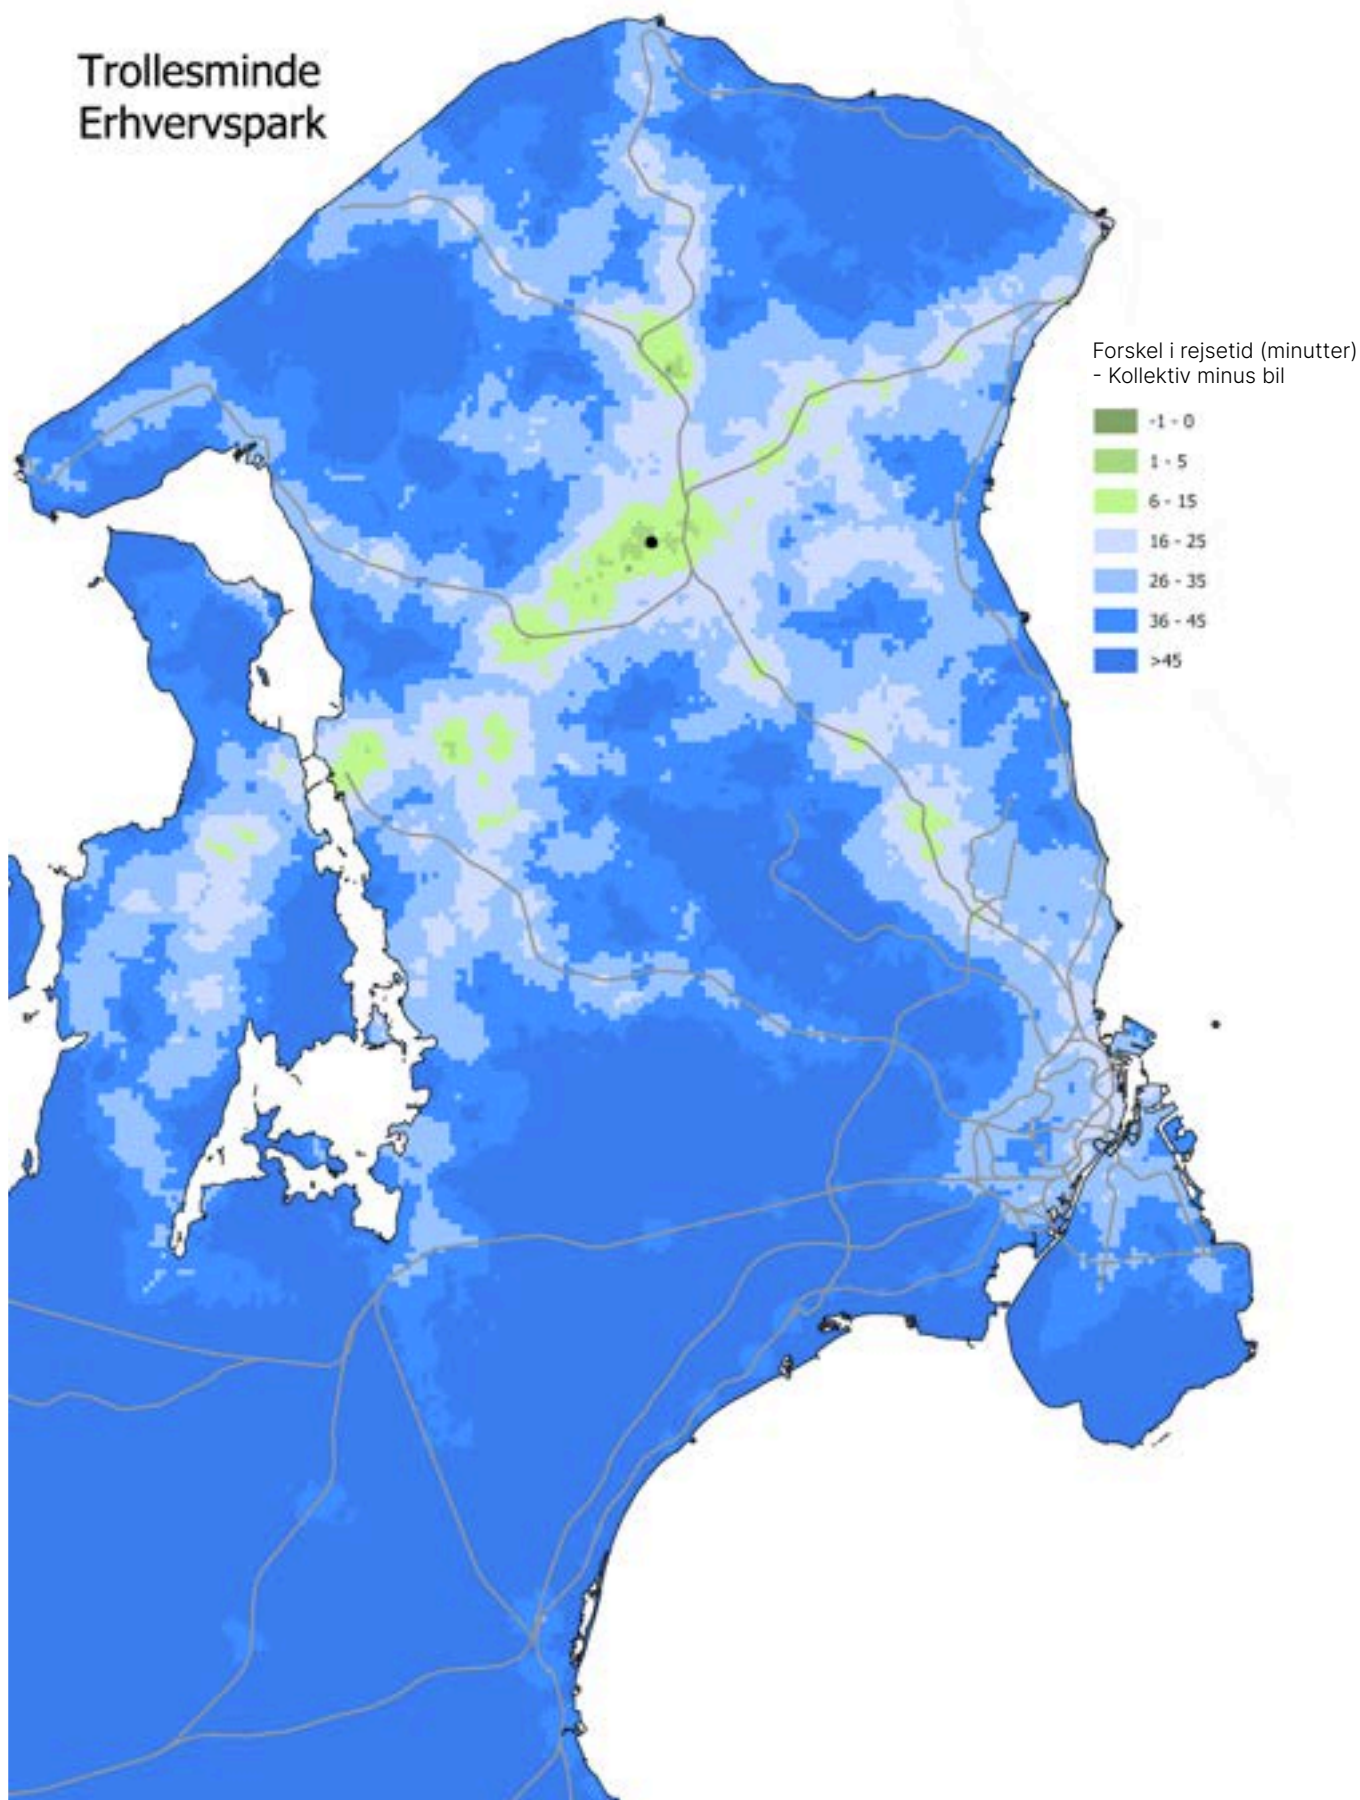 Trollesminde
Erhvervspark
Forskel i rejsetid (minutter)
- Kollektiv minus bil
-1 - 0
1 - 5
6 - 15
16 - 25
26 - 35
36 - 45
>45